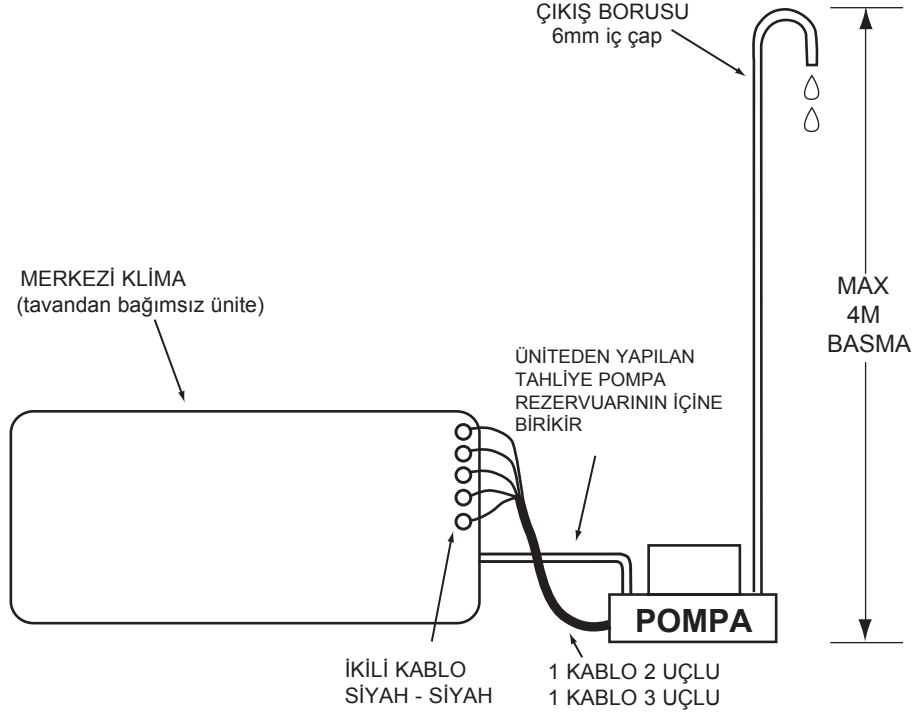 ÇIKIŞ BORUSU
6mm iç çap
MERKEZİ KLİMA
(tavandan bağımsız ünite)
MAX
4M
BASMA
ÜNİTEDEN YAPILAN
TAHLİYE POMPA
REZERVUARININ İÇİNE
BİRİKİR
POMPA
İKİLİ KABLO
SİYAH - SİYAH
1 KABLO 2 UÇLU
1 KABLO 3 UÇLU